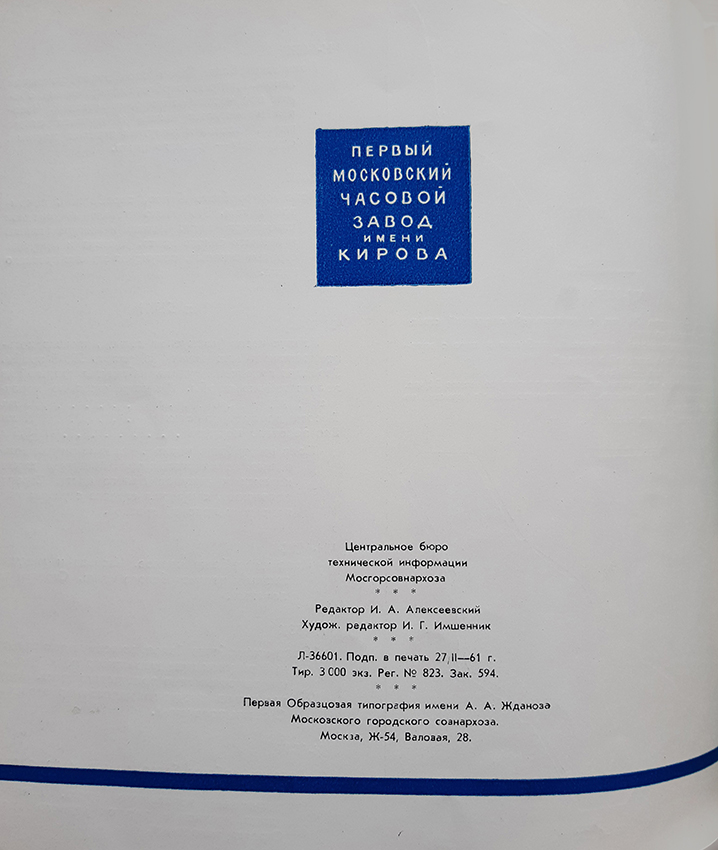 ПЕРВЫЙ
МОСКОВСКИЙ
ЧАСОВОЙ
ЗАВОД
ИМЕНИ
КИРОВА
Центральное бюро
технической информации
Мосгорсовнархоза
* * *
Редактор И. А. Алексеевский
Худож. редактор И. Г. Имшенник
* * *
Л-36601. Подп. в печать 27/II—61 г.
Тир. 3 000 экз. Рег. № 823. Зак. 594.
* * *
Первая Образцовая типография имени А. А. Жданова
Московского городского совнархоза.
Москва, Ж-54, Валовая, 28.